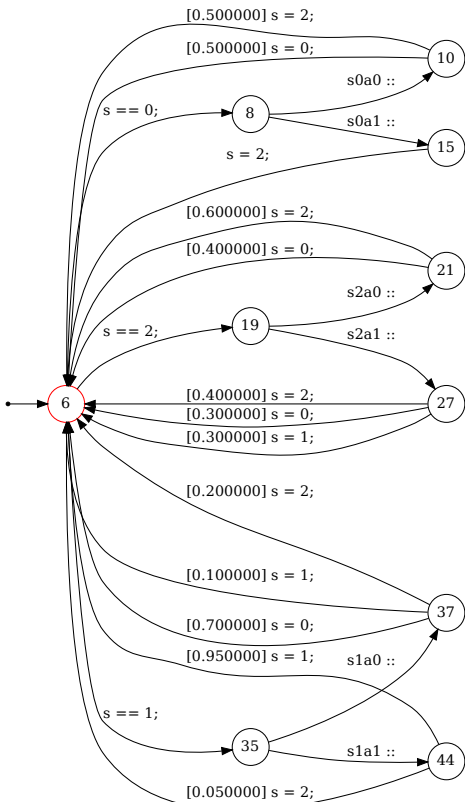 [0.500000] s = 2;
[0.500000] s = 0;
10
s0a0 ::
s == 0;
8
s0a1 ::
15
s = 2;
[0.600000] s = 2;
[0.400000] s = 0;
21
s2a0 ::
s == 2;
19
s2a1 ::
6
[0.400000] s = 2;
27
[0.300000] s = 0;
[0.300000] s = 1;
[0.200000] s = 2;
[0.100000] s = 1;
37
[0.700000] s = 0;
[0.950000] s = 1;
s1a0 ::
s == 1;
35
s1a1 ::
44
[0.050000] s = 2;